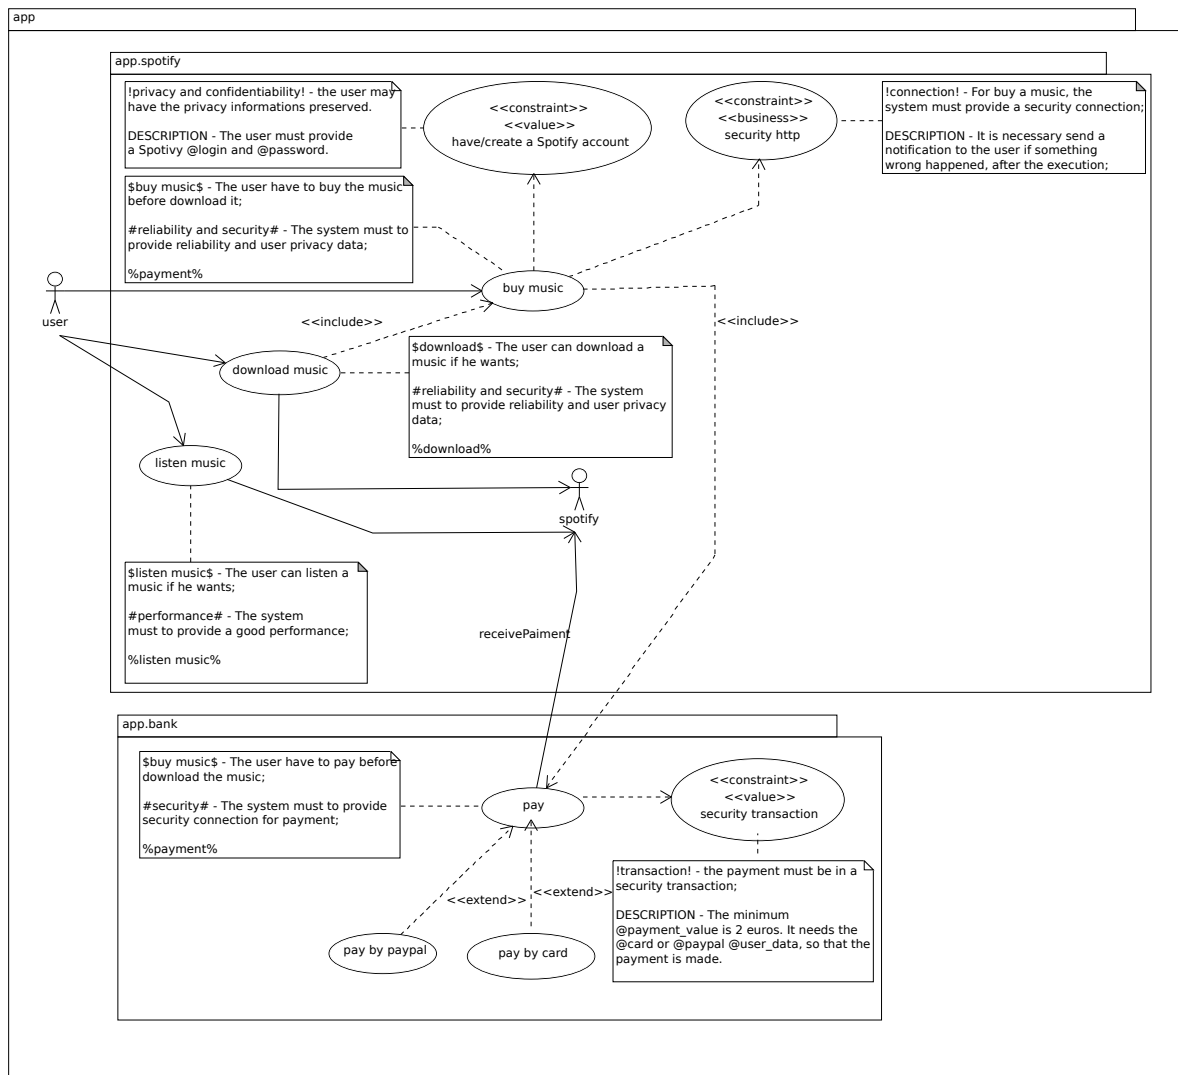 app
app.spotify
!privacy and confidentiability! - the user may
have the privacy informations preserved.
DESCRIPTION - The user must provide
a Spotivy @login and @password.
<<constraint>>
<<value>>
have/create a Spotify account
<<constraint>>
<<business>>
security http
!connection! - For buy a music, the
system must provide a security connection;
DESCRIPTION - It is necessary send a
notification to the user if something
wrong happened, after the execution;
$buy music$ - The user have to buy the music
before download it;
#reliability and security# - The system must to
provide reliability and user privacy data;
%payment%
buy music
user
<<include>>
<<include>>
download music
$download$ - The user can download a
music if he wants;
#reliability and security# - The system
must to provide reliability and user privacy
data;
%download%
listen music
spotify
$listen music$ - The user can listen a
music if he wants;
#performance# - The system
must to provide a good performance;
%listen music%
receivePaiment
app.bank
$buy music$ - The user have to pay before
download the music;
#security# - The system must to provide
security connection for payment;
%payment%
pay
<<constraint>>
<<value>>
security transaction
!transaction! - the payment must be in a
security transaction;
DESCRIPTION - The minimum
@payment_value is 2 euros. It needs the
@card or @paypal @user_data, so that the
payment is made.
<<extend>>
<<extend>>
pay by paypal
pay by card